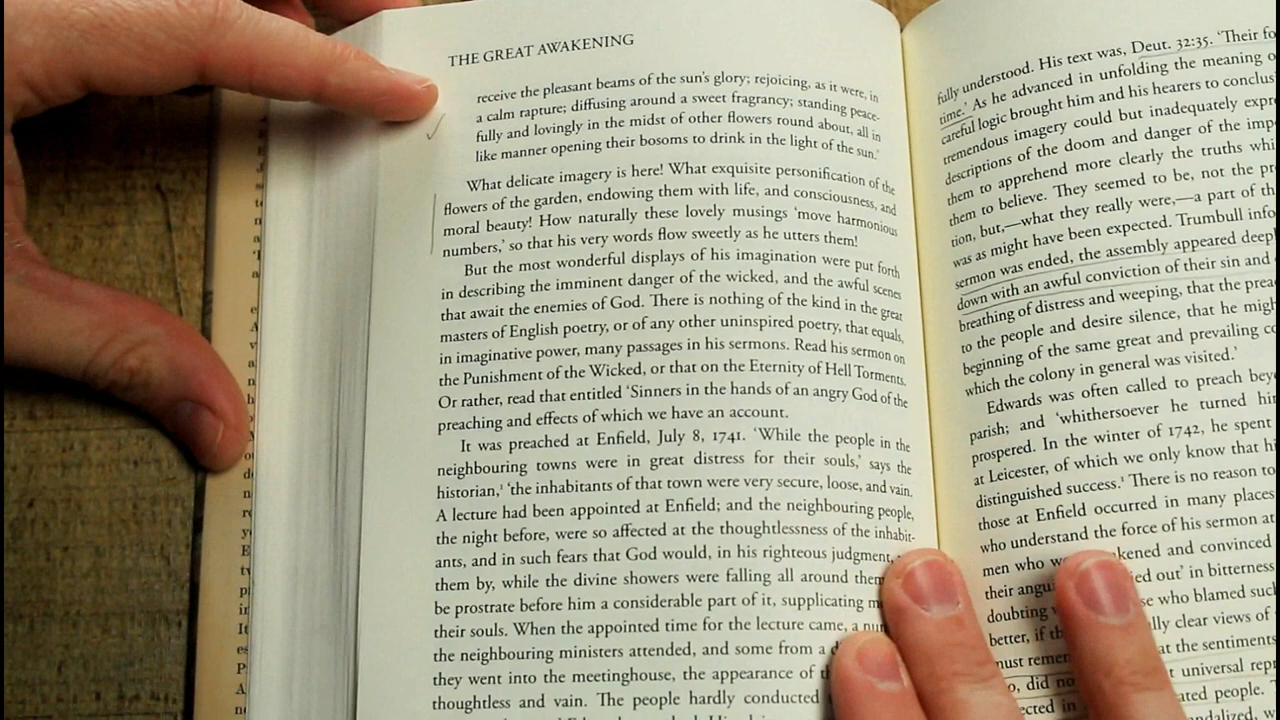 THE GREAT AWAKENING
receive the pleasant beams of the sun's glory; rejoicing, as it were, in
a calm rapture; diffusing around a sweet fragrancy; standing peace-
fully and lovingly in the midst of other flowers round about, all in
like manner opening their bosoms to drink in the light of the sun.'
What delicate imagery is here! What exquisite personification of the
flowers of the garden, endowing them with life, and consciousness, and
moral beauty! How naturally these lovely musings 'move harmonious
numbers,' so that his very words flow sweetly as he utters them!
But the most wonderful displays of his imagination were put forth
in describing the imminent danger of the wicked, and the awful scenes
that await the enemies of God. There is nothing of the kind in the great
masters of English poetry, or of any other uninspired poetry, that equals,
in imaginative power, many passages in his sermons. Read his sermon on
the Punishment of the Wicked, or that on the Eternity of Hell Torments.
Or rather, read that entitled 'Sinners in the hands of an angry God of the
preaching and effects of which we have an account.
It was preached at Enfield, July 8, 1741. 'While the people in the
neighbouring towns were in great distress for their souls,' says the
historian,¹ 'the inhabitants of that town were very secure, loose, and vain.
A lecture had been appointed at Enfield; and the neighbouring people,
the night before, were so affected at the thoughtlessness of the inhabit-
ants, and in such fears that God would, in his righteous judgment,
them by, while the divine showers were falling all around them
be prostrate before him a considerable part of it, supplicating
their souls. When the appointed time for the lecture came, a
the neighbouring ministers attended, and some from a
they went into the meetinghouse, the appearance of
thoughtless and vain. The people hardly conducted
fully understood. His text was, Deut. 32:35. 'Their
time.' As he advanced in unfolding the meaning
careful logic brought him and his hearers to
tremendous imagery could but inadequately
descriptions of the doom and danger of the
them to apprehend more clearly the truths
them to believe. They seemed to be, not the
tion, but,—what they really were,—a part of
was as might have been expected. Trumbull
sermon was ended, the assembly appeared
down with an awful conviction of their sin and
breathing of distress and weeping, that the
to the people and desire silence, that he
beginning of the same great and prevailing
which the colony in general was visited.'
Edwards was often called to preach
parish; and 'whithersoever he turned
prospered. In the winter of 1742, he spent
at Leicester, of which we only know that
distinguished success.¹ There is no reason to
those at Enfield occurred in many places
who understand the force of his sermon at
men who and convinced
their out' in bitterness
doubting who blamed
better, if clear views of
must at the sentiments
did universal
in people.